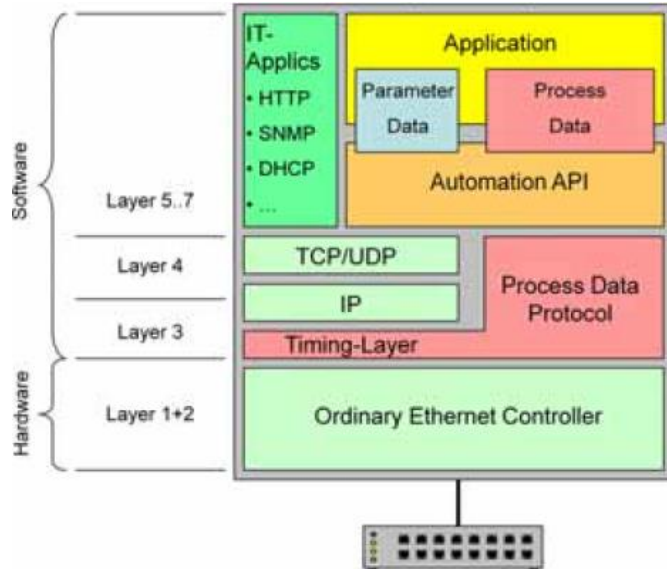 IT-
Applics
• HTTP
• SNMP
• DHCP
• ...
Application
Parameter
Data
Process
Data
Automation API
Software
Layer 5..7
Layer 4
Layer 3
TCP/UDP
IP
Process Data
Protocol
Timing-Layer
Hardware
Layer 1+2
Ordinary Ethernet Controller